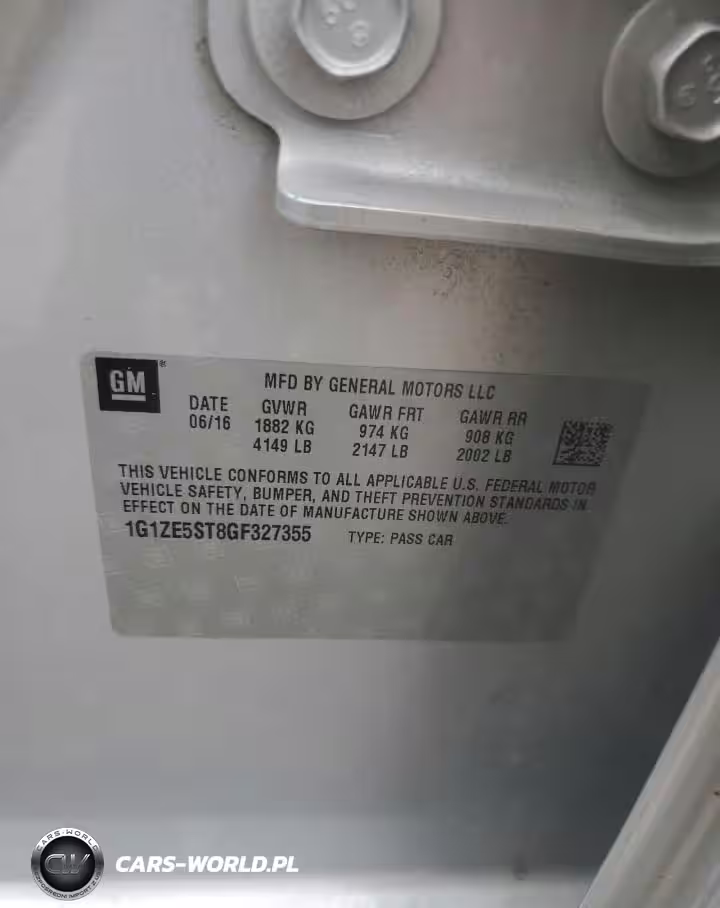 GM
MFD BY GENERAL MOTORS LLC
DATE GVWR GAWR FRT GAWR RR
06/16 1882 KG 974 KG 908 KG
4149 LB 2147 LB 2002 LB
THIS VEHICLE CONFORMS TO ALL APPLICABLE U.S. FEDERAL MOTOR
VEHICLE SAFETY, BUMPER, AND THEFT PREVENTION STANDARDS IN
EFFECT ON THE DATE OF MANUFACTURE SHOWN ABOVE.
1G1ZE5ST8GF327355 TYPE: PASS CAR
CARS-WORLD
CW
CARS-WORLD.PL